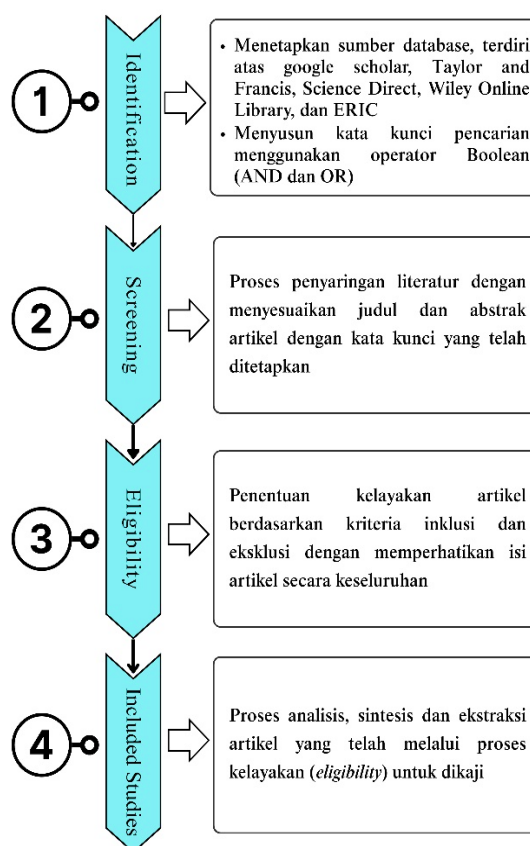 1
Identification
• Menetapkan sumber database, terdiri
atas google scholar, Taylor and
Francis, Science Direct, Wiley Online
Library, dan ERIC
• Menyusun kata kunci pencarian
menggunakan operator Boolean
(AND dan OR)
2
Screening
Proses penyaringan literatur dengan
menyesuaikan judul dan abstrak
artikel dengan kata kunci yang telah
ditetapkan
3
Eligibility
Penentuan kelayakan artikel
berdasarkan kriteria inklusi dan
eksklusi dengan memperhatikan isi
artikel secara keseluruhan
4
Included Studies
Proses analisis, sintesis dan ekstraksi
artikel yang telah melalui proses
kelayakan (eligibility) untuk dikaji